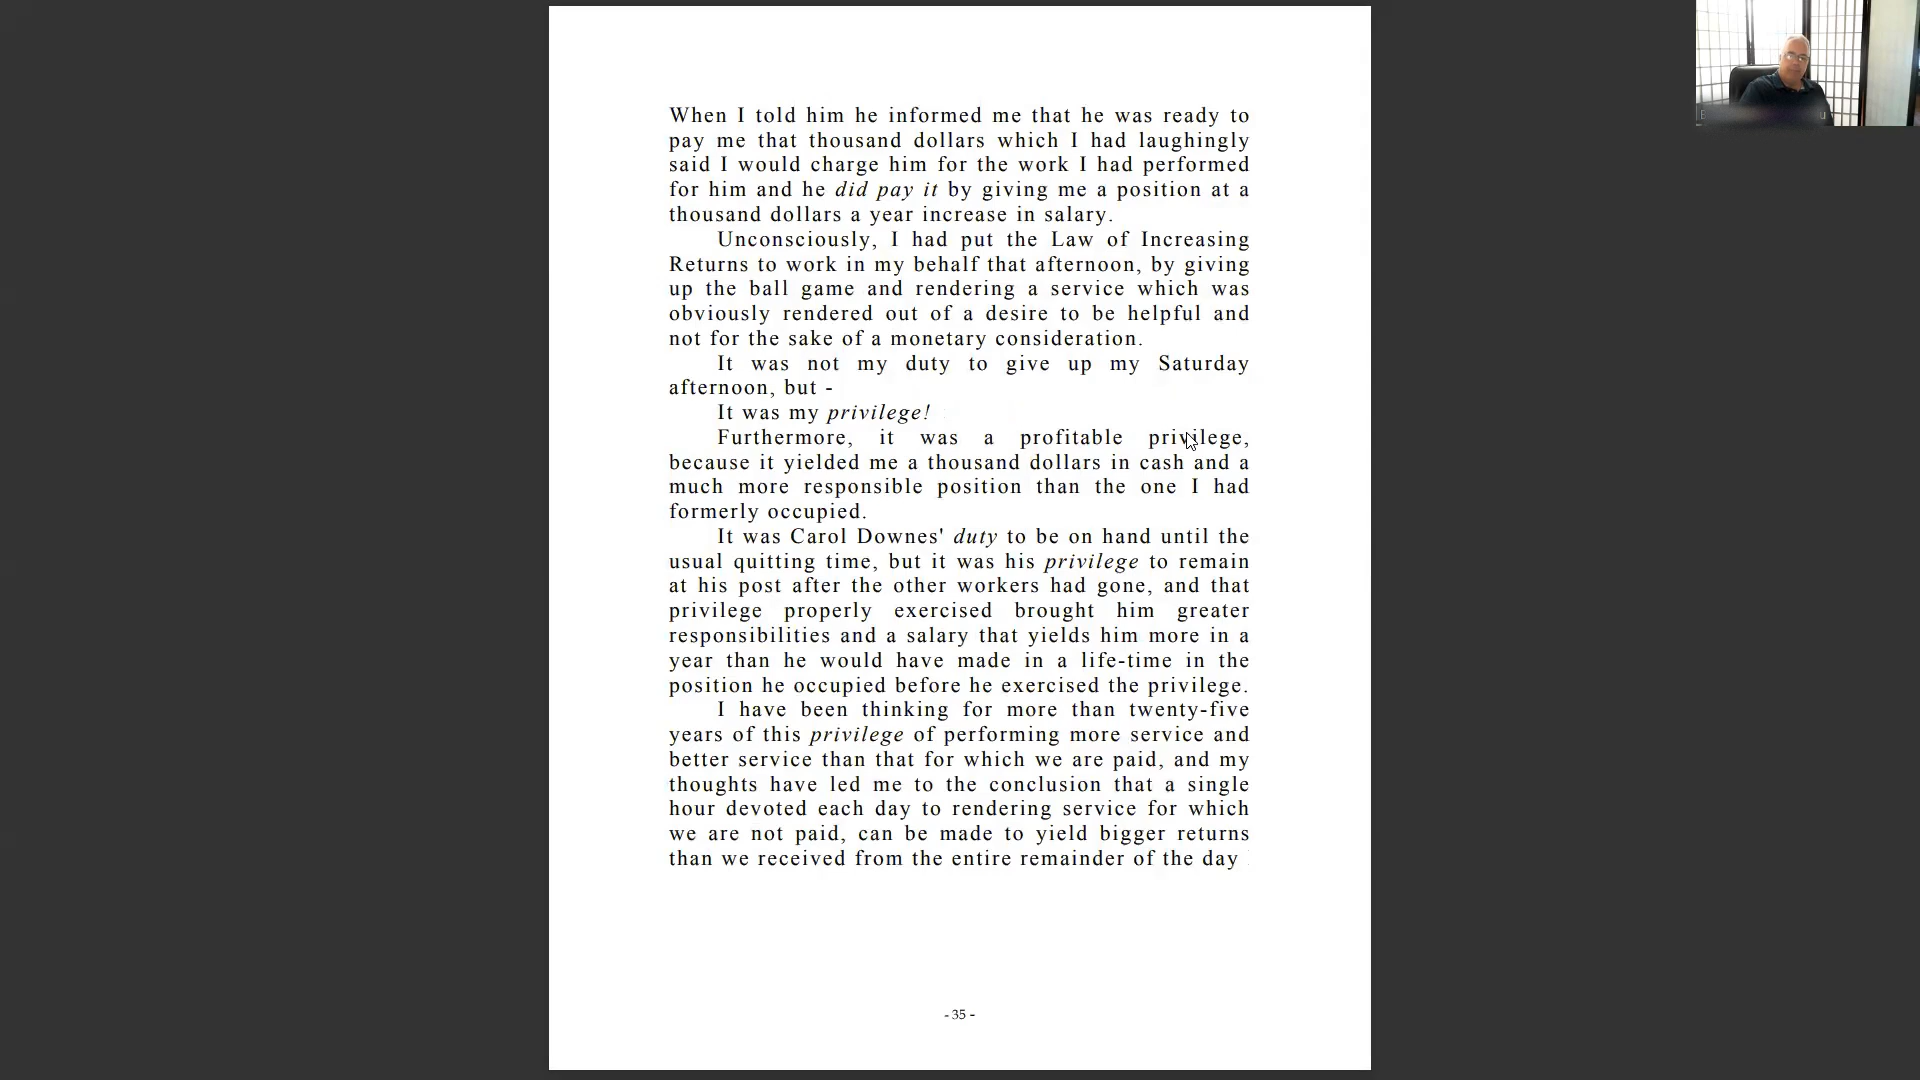 When I told him he informed me that he was ready to
pay me that thousand dollars which I had laughingly
said I would charge him for the work I had performed
for him and he did pay it by giving me a position at a
thousand dollars a year increase in salary.
Unconsciously, I had put the Law of Increasing
Returns to work in my behalf that afternoon, by giving
up the ball game and rendering a service which was
obviously rendered out of a desire to be helpful and
not for the sake of a monetary consideration.
It was not my duty to give up my Saturday
afternoon, but -
It was my privilege!
Furthermore, it was a profitable privilege,
because it yielded me a thousand dollars in cash and a
much more responsible position than the one I had
formerly occupied.
It was Carol Downes' duty to be on hand until the
usual quitting time, but it was his privilege to remain
at his post after the other workers had gone, and that
privilege properly exercised brought him greater
responsibilities and a salary that yields him more in a
year than he would have made in a life-time in the
position he occupied before he exercised the privilege.
I have been thinking for more than twenty-five
years of this privilege of performing more service and
better service than that for which we are paid, and my
thoughts have led me to the conclusion that a single
hour devoted each day to rendering service for which
we are not paid, can be made to yield bigger returns
than we received from the entire remainder of the day
- 35 -